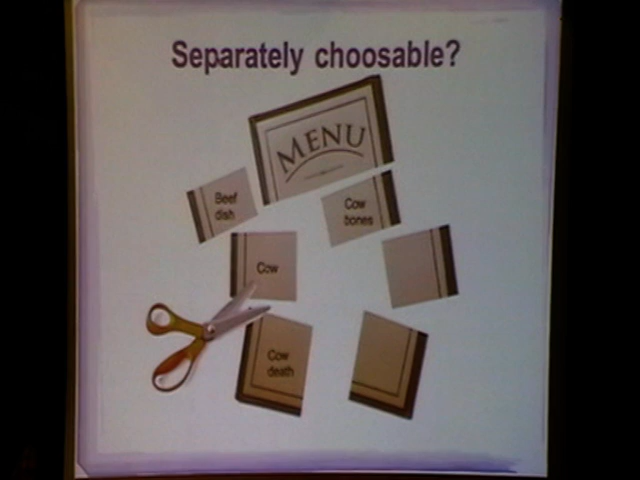 Separately choosable?
MENU
Beef
dish
Cow
bones
Cow
Cow
death